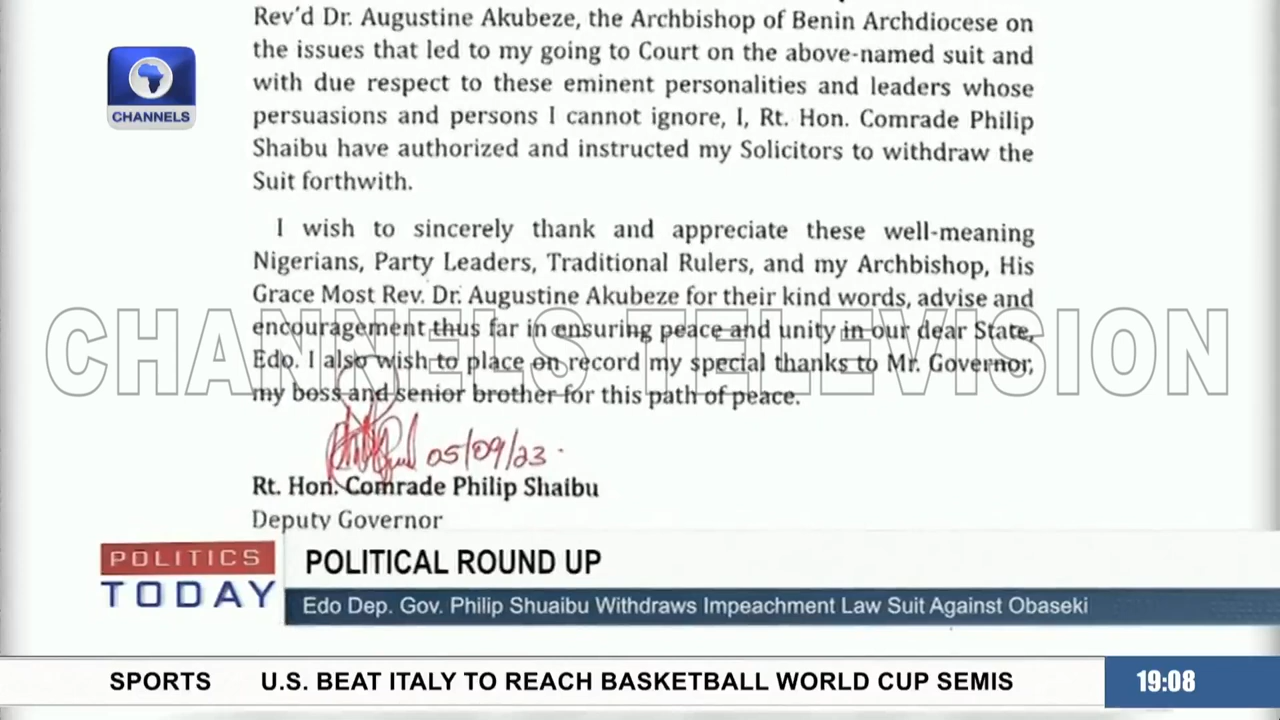 Rev'd Dr. Augustine Akubeze, the Archbishop of Benin Archdiocese on
the issues that led to my going to Court on the above-named suit and
with due respect to these eminent personalities and leaders whose
persuasions and persons I cannot ignore, I, Rt. Hon. Comrade Philip
Shaibu have authorized and instructed my Solicitors to withdraw the
Suit forthwith.
I wish to sincerely thank and appreciate these well-meaning
Nigerians, Party Leaders, Traditional Rulers, and my Archbishop, His
Grace Most Rev. Dr. Augustine Akubeze for their kind words, advise and
encouragement thus far in ensuring peace and unity in our dear State,
Edo. I also wish to place on record my special thanks to Mr. Governor,
my boss and senior brother for this path of peace.
05/09/23
Rt. Hon. Comrade Philip Shaibu
Deputy Governor
CHANNELS
CHANNELS TELEVISION
POLITICS
TODAY
POLITICAL ROUND UP
Edo Dep. Gov. Philip Shuaibu Withdraws Impeachment Law Suit Against Obaseki
SPORTS U.S. BEAT ITALY TO REACH BASKETBALL WORLD CUP SEMIS
19:08